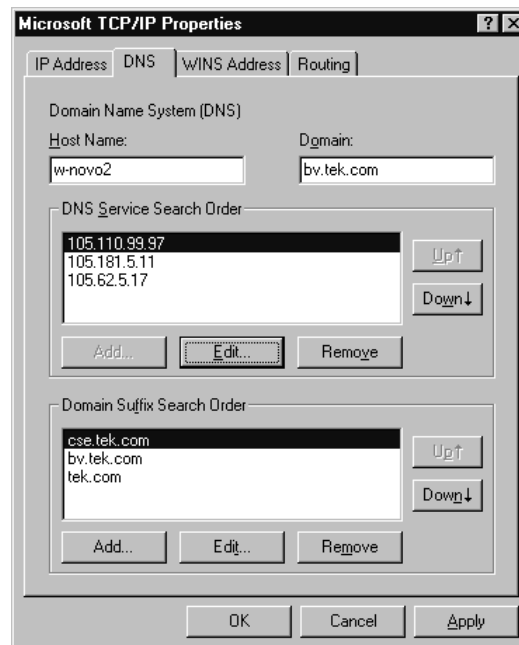 Microsoft TCP/IP Properties ? ×
IP Address DNS WINS Address Routing
Domain Name System (DNS)
Host Name: Domain:
w-novo2 bv.tek.com
DNS Service Search Order
105.110.99.97
105.181.5.11
105.62.5.17
Up↑
Down↓
Add... Edit... Remove
Domain Suffix Search Order
cse.tek.com
bv.tek.com
tek.com
Up↑
Down↓
Add... Edit... Remove
OK Cancel Apply